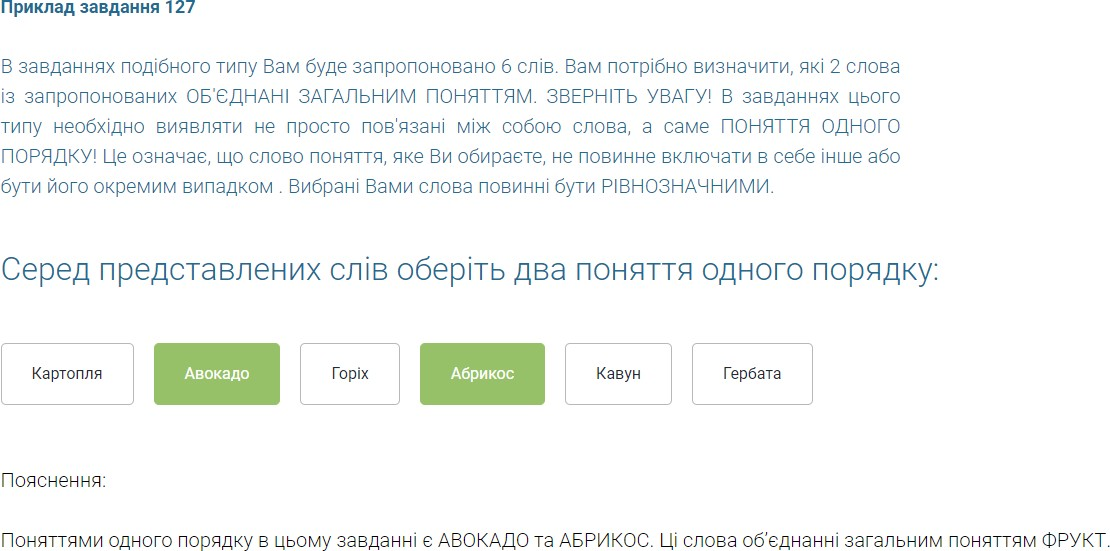 Приклад завдання 127
В завданнях подібного типу Вам буде запропоновано 6 слів. Вам потрібно визначити, які 2 слова
із запропонованих ОБ'ЄДНАНІ ЗАГАЛЬНИМ ПОНЯТТЯМ. ЗВЕРНІТЬ УВАГУ! В завданнях цього
типу необхідно виявляти не просто пов'язані між собою слова, а саме ПОНЯТТЯ ОДНОГО
ПОРЯДКУ! Це означає, що слово поняття, яке Ви обираєте, не повинне включати в себе інше або
бути його окремим випадком . Вибрані Вами слова повинні бути РІВНОЗНАЧНИМИ.
Серед представлених слів оберіть два поняття одного порядку:
Картопля Авокадо Горіх Абрикос Кавун Гербата
Пояснення:
Поняттями одного порядку в цьому завданні є АВОКАДО та АБРИКОС. Ці слова об’єднанні загальним поняттям ФРУКТ.